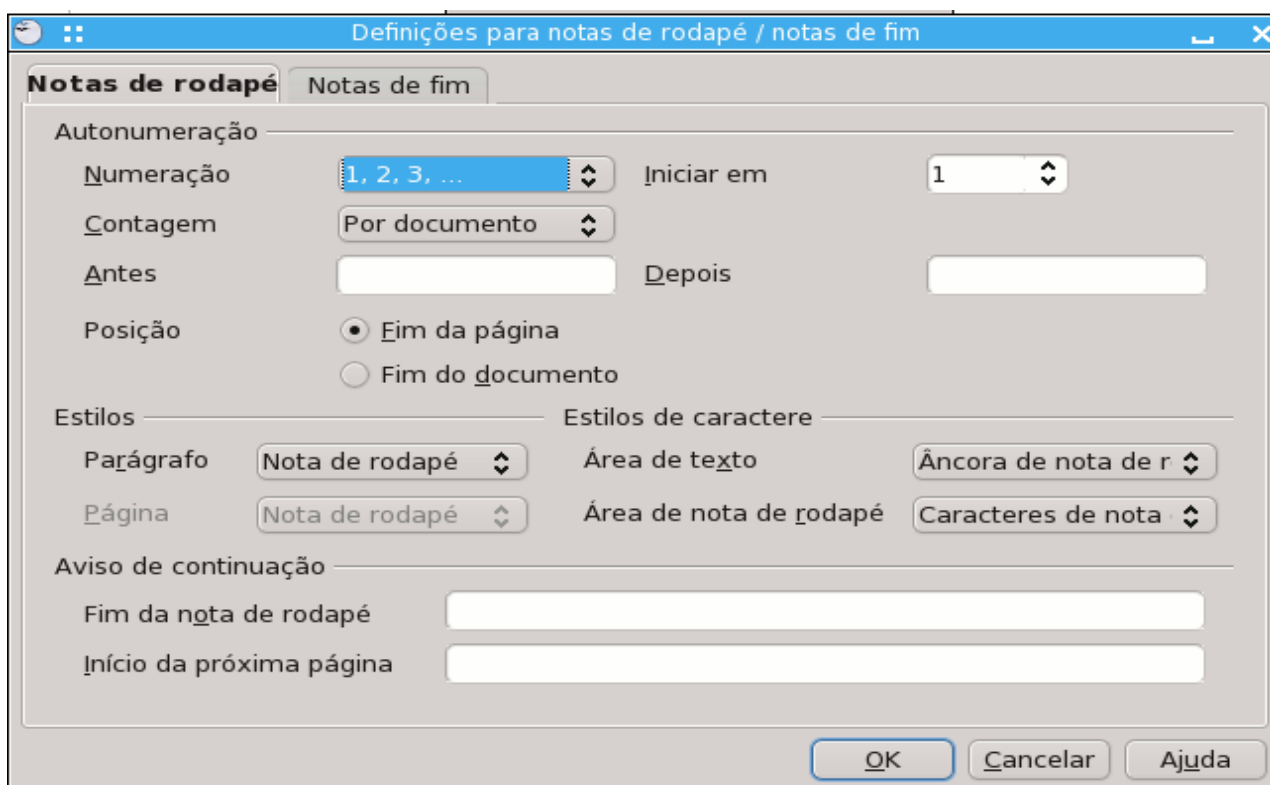 Definições para notas de rodapé / notas de fim
Notas de rodapé Notas de fim
Autonumeração
Numeração 1, 2, 3, ... Iniciar em 1
Contagem Por documento
Antes Depois
Posição Fim da página
Fim do documento
Estilos Estilos de caractere
Parágrafo Nota de rodapé Área de texto Âncora de nota de r
Página Nota de rodapé Área de nota de rodapé Caracteres de nota
Aviso de continuação
Fim da nota de rodapé
Início da próxima página
OK Cancelar Ajuda